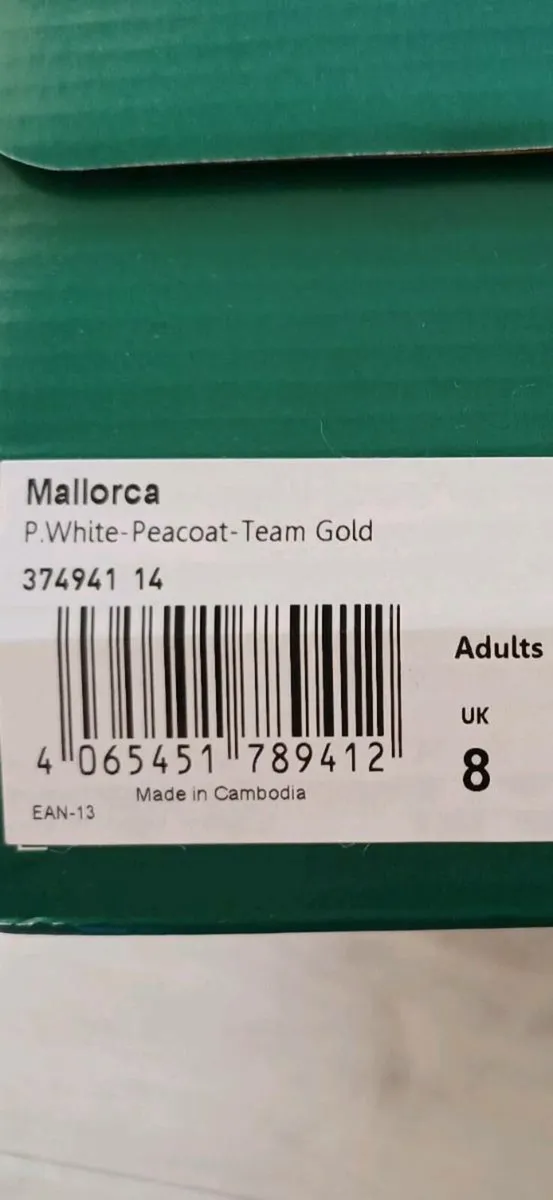 Mallorca
P.White-Peacoat-Team Gold
374941 14
Adults
UK
8
4 065451 789412
Made in Cambodia
EAN-13